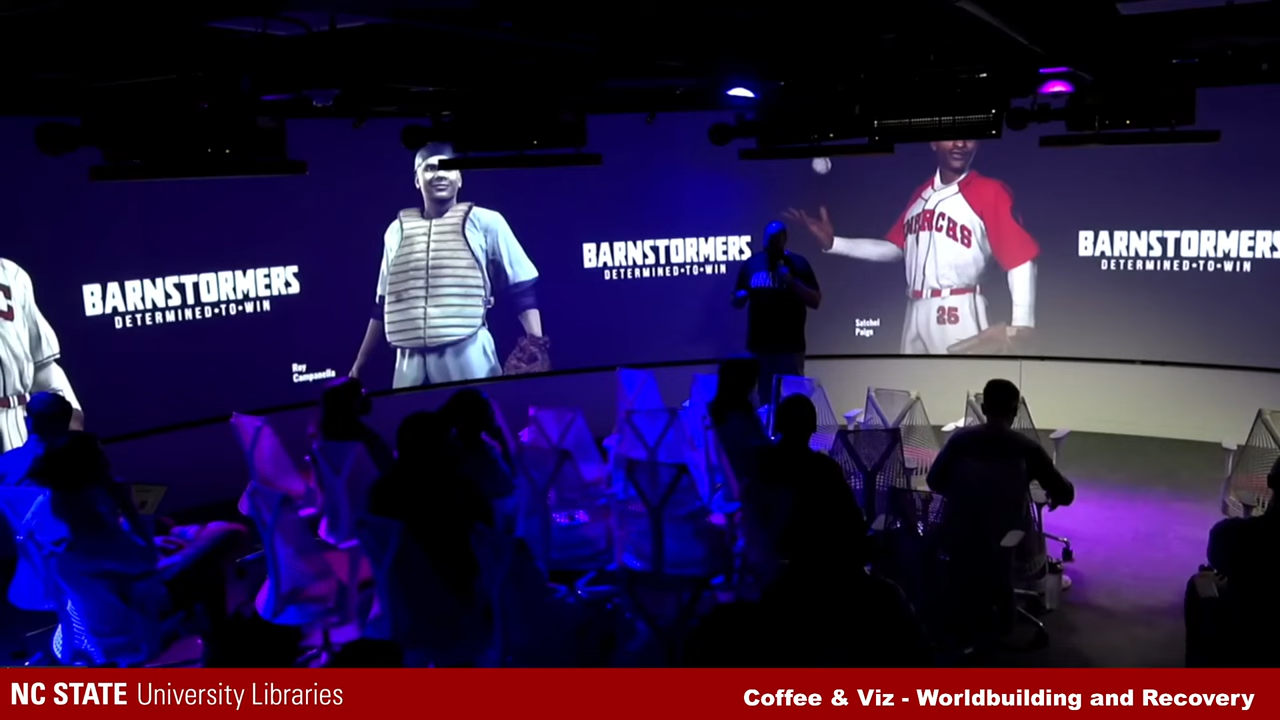 BARNSTORMERS
DETERMINED•TO•WIN
Roy
Campanella
BARNSTORMERS
DETERMINED•TO•WIN
Satchel
Paige
25
BARNSTORMERS
DETERMINED•TO•WIN
NC STATE University Libraries
Coffee & Viz - Worldbuilding and Recovery